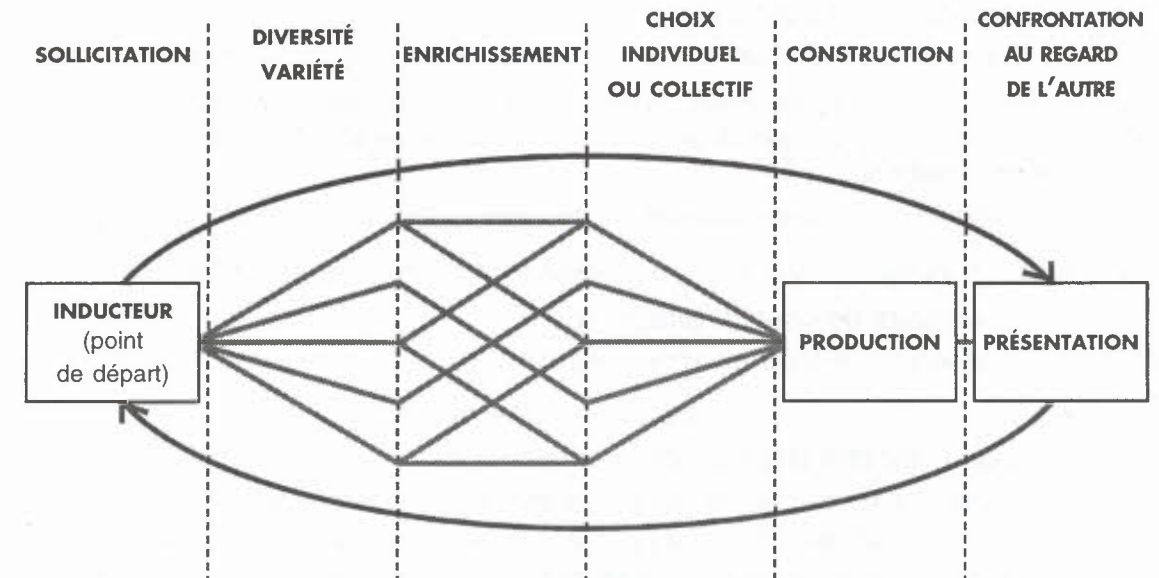 SOLLICITATION
DIVERSITÉ
VARIÉTÉ
ENRICHISSEMENT
CHOIX
INDIVIDUEL
OU COLLECTIF
CONSTRUCTION
CONFRONTATION
AU REGARD
DE L'AUTRE
INDUCTEUR
(point
de départ)
PRODUCTION
PRÉSENTATION